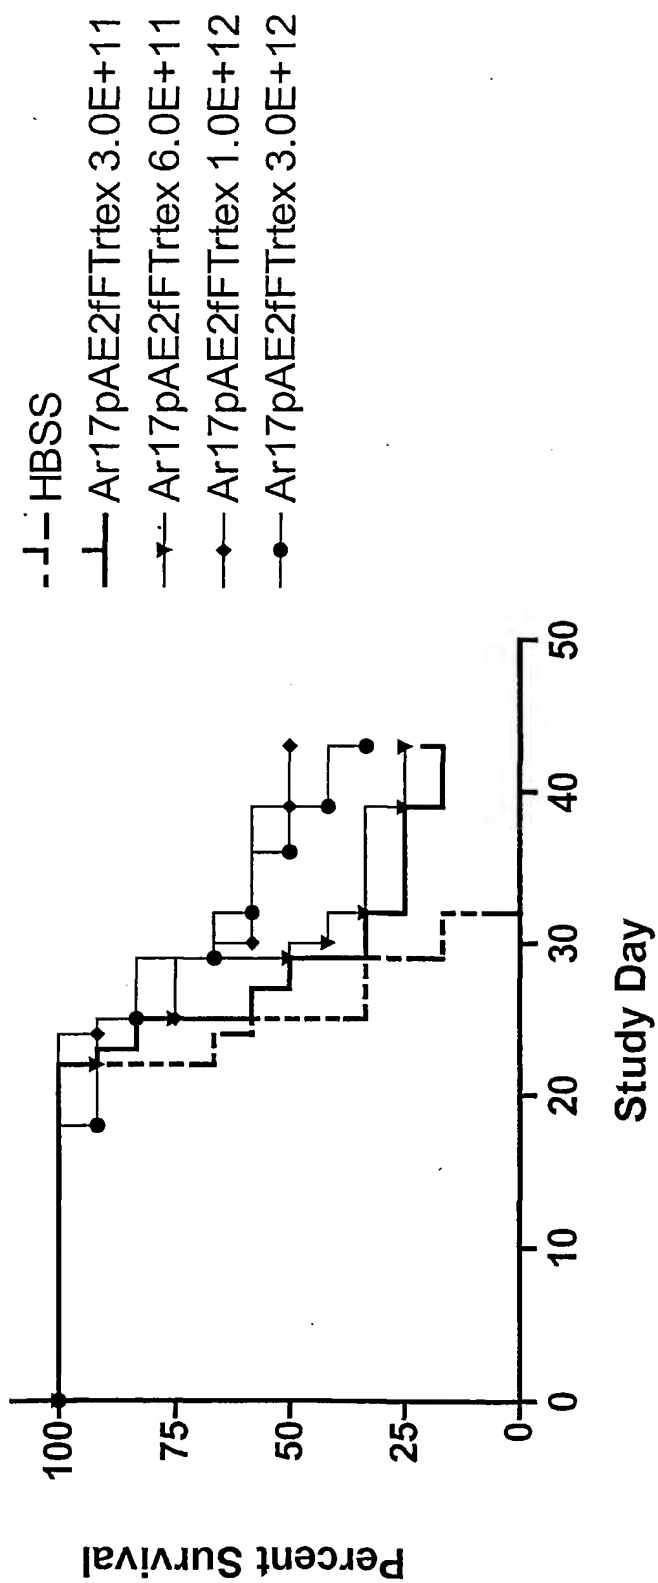 HBSS
Ar17pAE2fFTrtex 3.0E+11
Ar17pAE2fFTrtex 6.0E+11
Ar17pAE2fFTrtex 1.0E+12
Ar17pAE2fFTrtex 3.0E+12
Percent Survival
100
75
50
25
0
0 10 20 30 40 50
Study Day